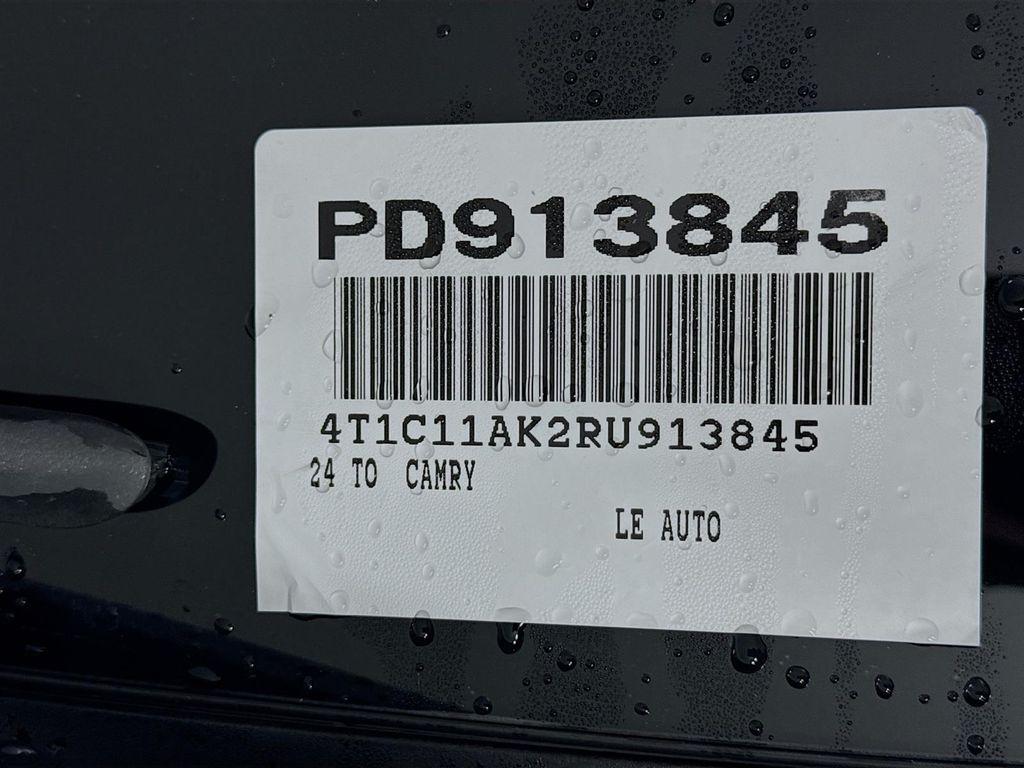 PD913845
4T1C11AK2RU913845
24 TO CAMRY
LE AUTO